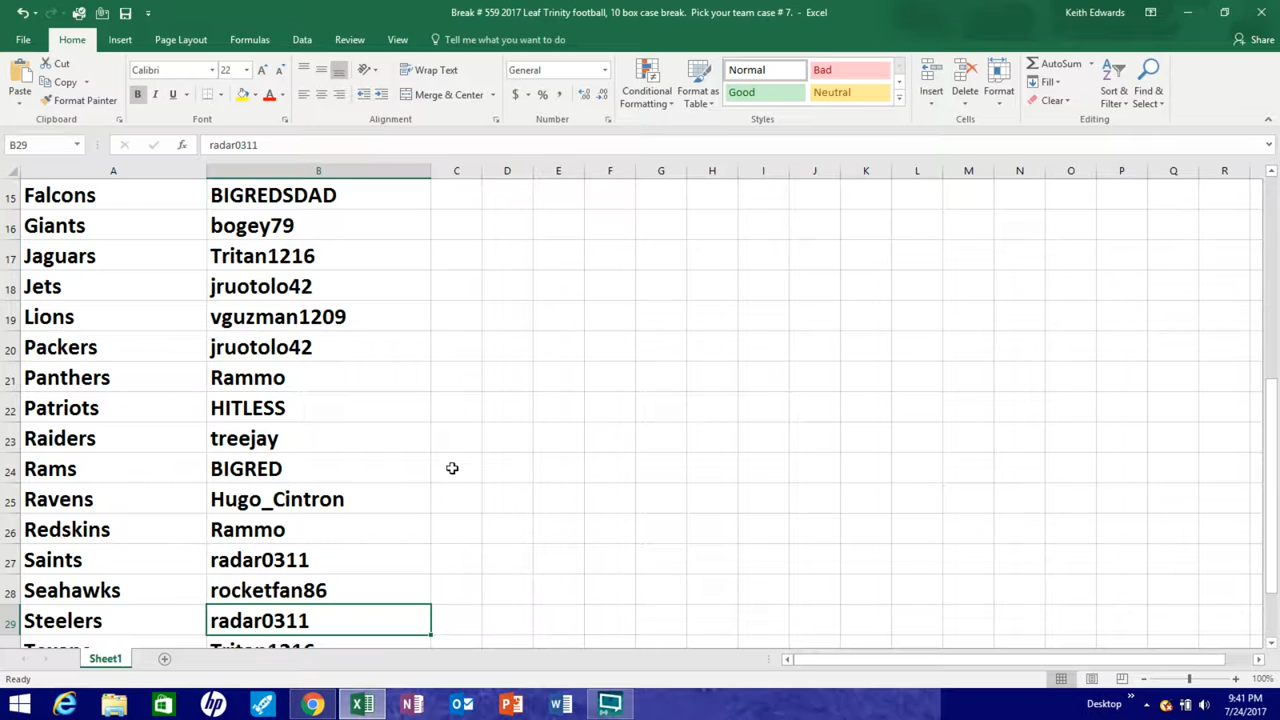 Break # 559 2017 Leaf Trinity football, 10 box case break. Pick your team case # 7. - Excel
Keith Edwards
File Home Insert Page Layout Formulas Data Review View Tell me what you want to do Share
Paste
Cut
Copy
Format Painter
Clipboard
Calibri 22
B I U
Font
Wrap Text
Merge & Center
Alignment
General
$ % ,
Number
Conditional Formatting
Format as Table
Normal Bad
Good Neutral
Styles
Insert Delete Format
Cells
AutoSum
Fill
Clear
Sort & Filter
Find & Select
Editing
B29 fx radar0311
A B C D E F G H I J K L M N O P Q R
15 Falcons BIGREDSDAD
16 Giants bogey79
17 Jaguars Tritan1216
18 Jets jruotolo42
19 Lions vguzman1209
20 Packers jruotolo42
21 Panthers Rammo
22 Patriots HITLESS
23 Raiders treejay
24 Rams BIGRED
25 Ravens Hugo_Cintron
26 Redskins Rammo
27 Saints radar0311
28 Seahawks rocketfan86
29 Steelers radar0311
Texans Tritan1216
Sheet1
Ready 100%
Desktop
9:41 PM
7/24/2017